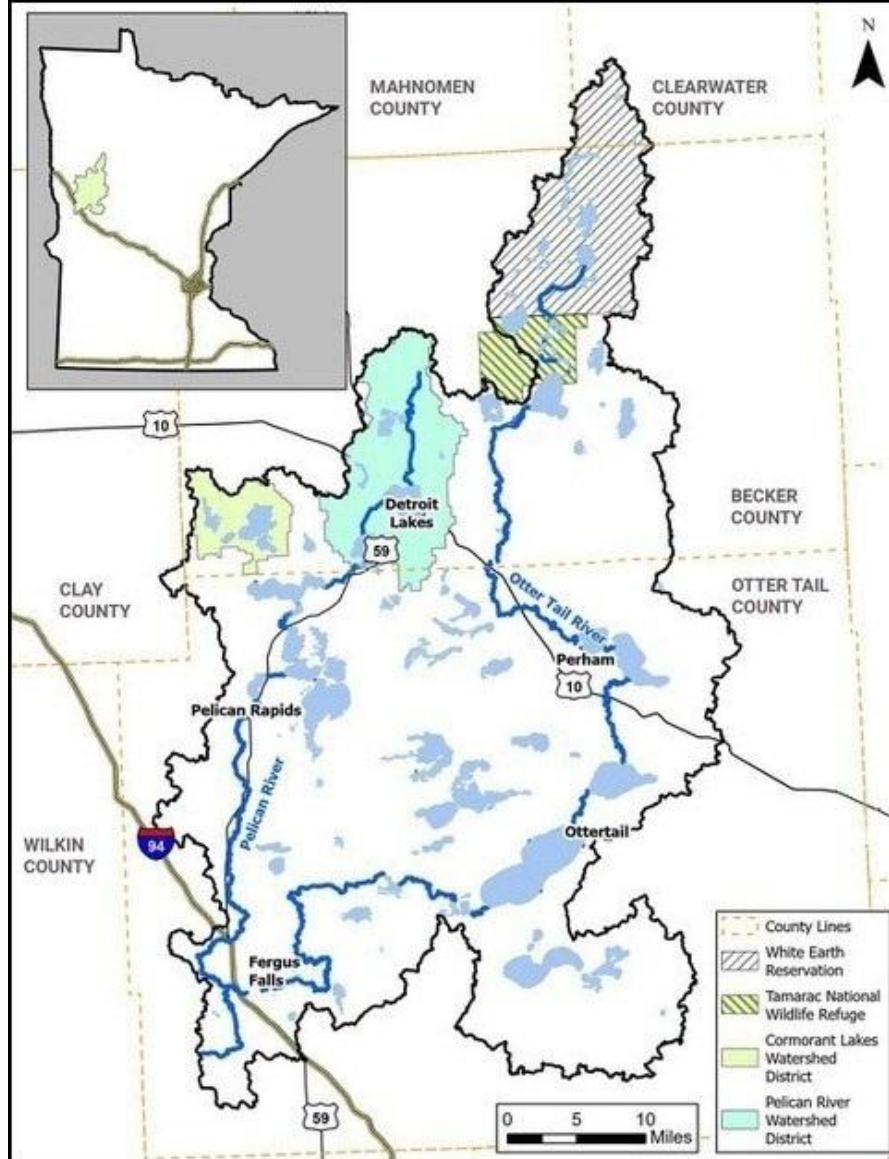 N
MAHNOMEN
COUNTY
CLEARWATER
COUNTY
10
Detroit
Lakes
BECKER
COUNTY
59
CLAY
COUNTY
OTTER TAIL
COUNTY
Otter Tail River
Perham
10
Pelican Rapids
Pelican River
Ottertail
WILKIN
COUNTY
94
Fergus
Falls
59
0 5 10
Miles
County Lines
White Earth
Reservation
Tamarac National
Wildlife Refuge
Cormorant Lakes
Watershed
District
Pelican River
Watershed
District